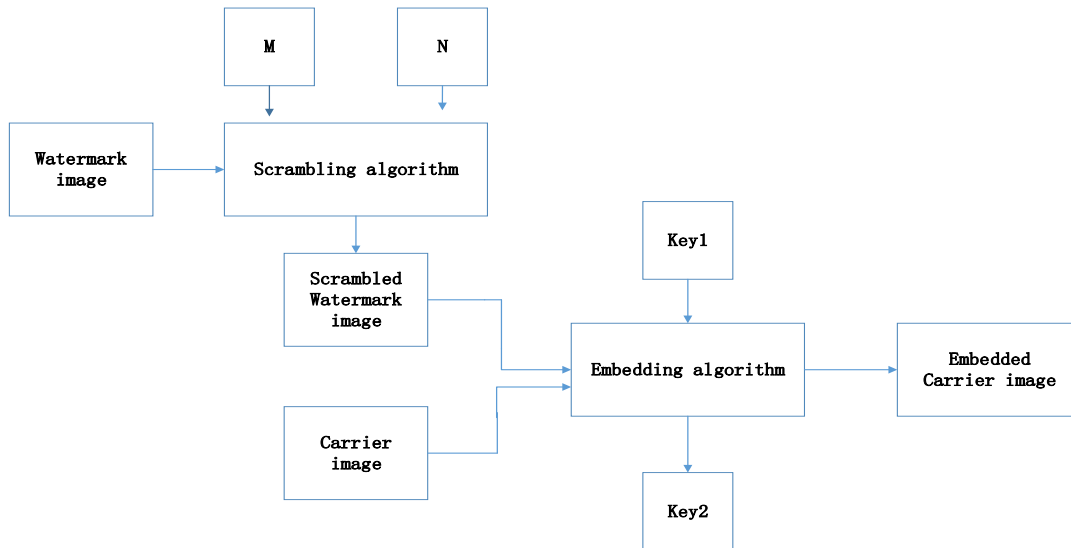 M
N
Watermark
image
Scrambling algorithm
Key1
Scrambled
Watermark
image
Embedding algorithm
Embedded
Carrier image
Carrier
image
Key2